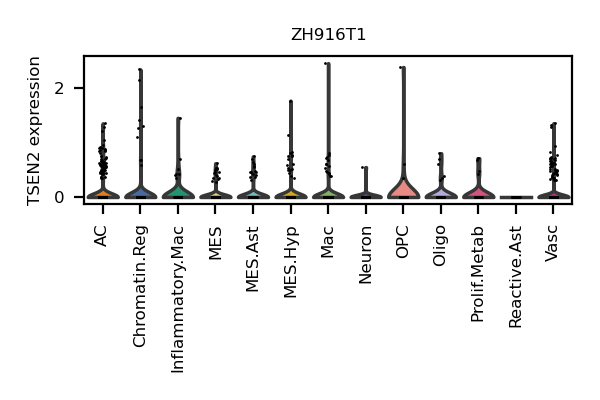 ZH916T1
TSEN2 expression
2
0
AC
Chromatin.Reg
Inflammatory.Mac
MES
MES.Ast
MES.Hyp
Mac
Neuron
OPC
Oligo
Prolif.Metab
Reactive.Ast
Vasc